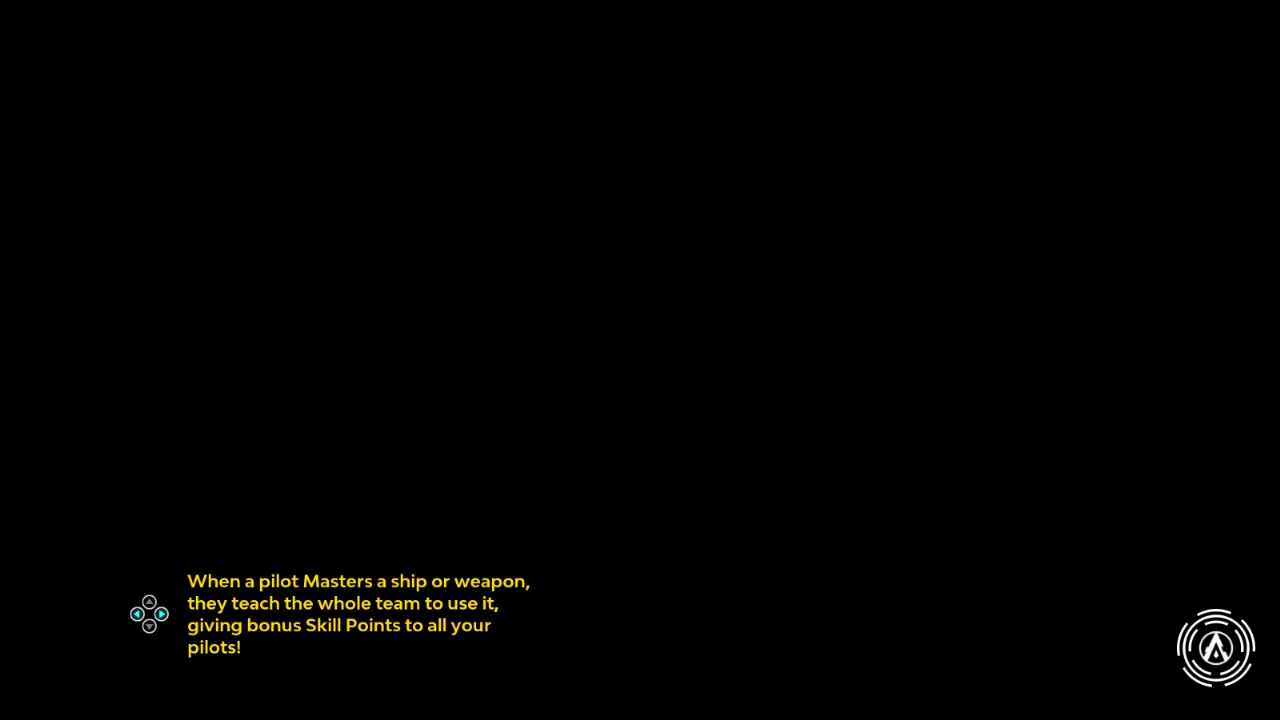 When a pilot Masters a ship or weapon,
they teach the whole team to use it,
giving bonus Skill Points to all your
pilots!